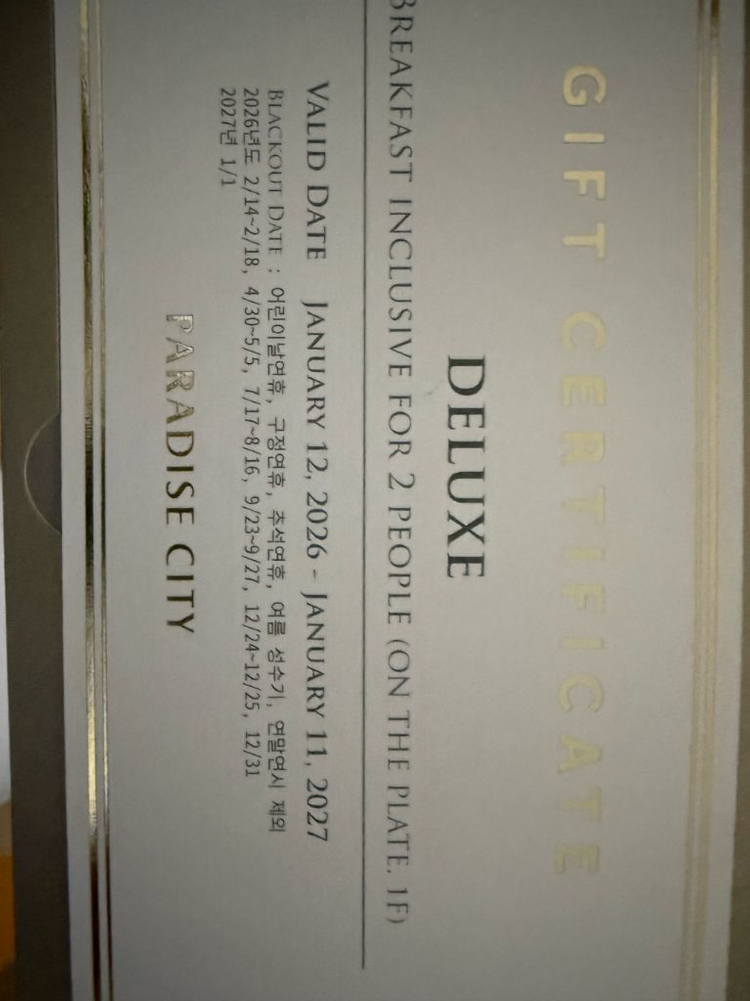 GIFT CERTIFICATE
DELUXE
BREAKFAST INCLUSIVE FOR 2 PEOPLE (ON THE PLATE, 1F)
VALID DATE JANUARY 12, 2026 - JANUARY 11, 2027
BLACKOUT DATE : 어린이날연휴, 구정연휴, 추석연휴, 여름 성수기, 연말연시 제외
2026년도 2/14~2/18, 4/30~5/5, 7/17~8/16, 9/23~9/27, 12/24~12/25, 12/31
2027년 1/1
PARADISE CITY